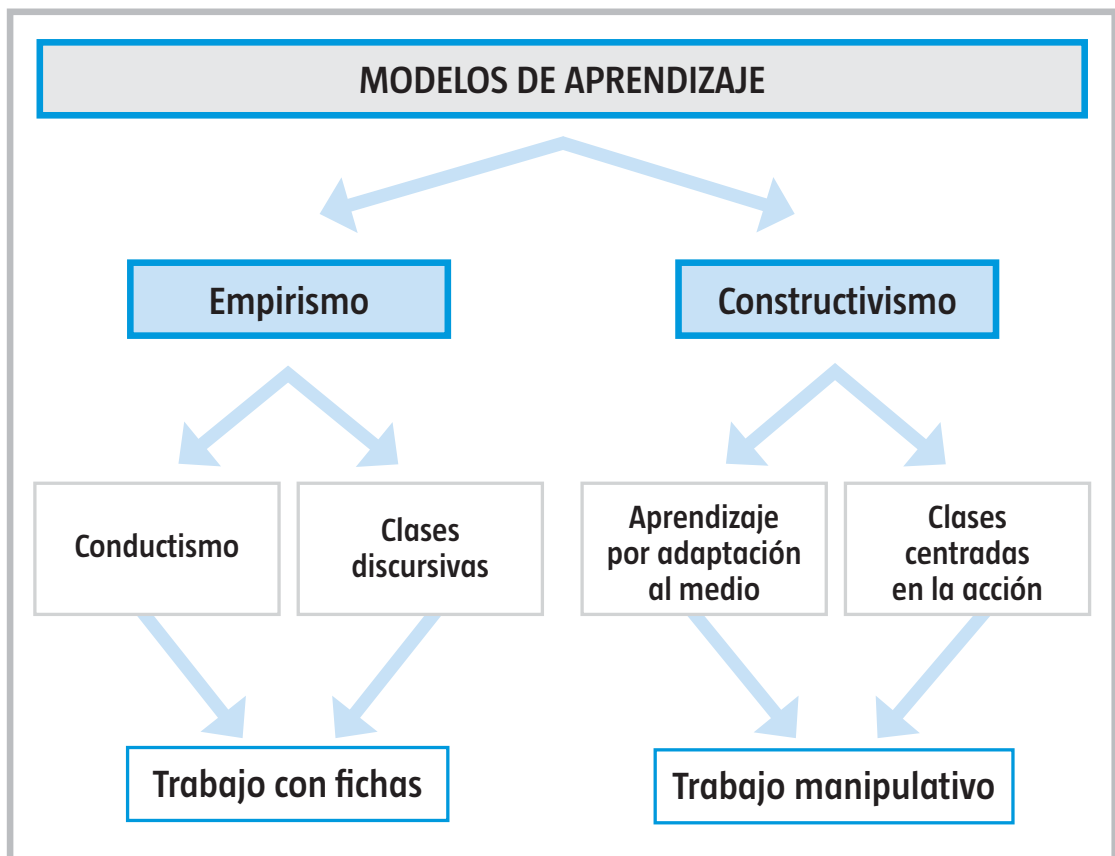 MODELOS DE APRENDIZAJE
Empirismo
Constructivismo
Conductismo
Clases
discursivas
Aprendizaje
por adaptación
al medio
Clases
centradas
en la acción
Trabajo con fichas
Trabajo manipulativo